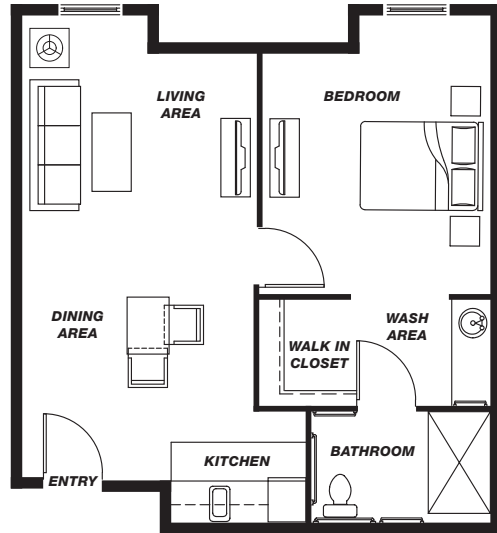 LIVING
AREA
BEDROOM
DINING
AREA
WASH
AREA
WALK IN
CLOSET
KITCHEN
BATHROOM
ENTRY